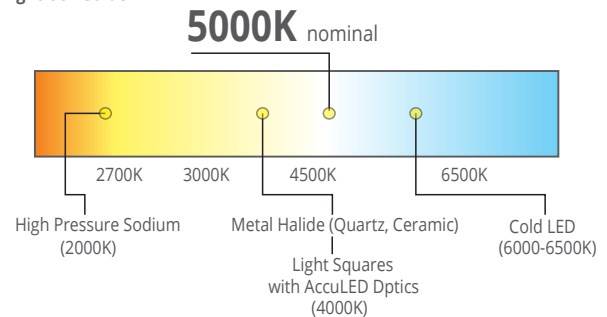 5000K nominal
2700K 3000K 4500K 6500K
High Pressure Sodium
(2000K)
Metal Halide (Quartz, Ceramic)
Light Squares
with AccuLED Dptics
(4000K)
Cold LED
(6000-6500K)